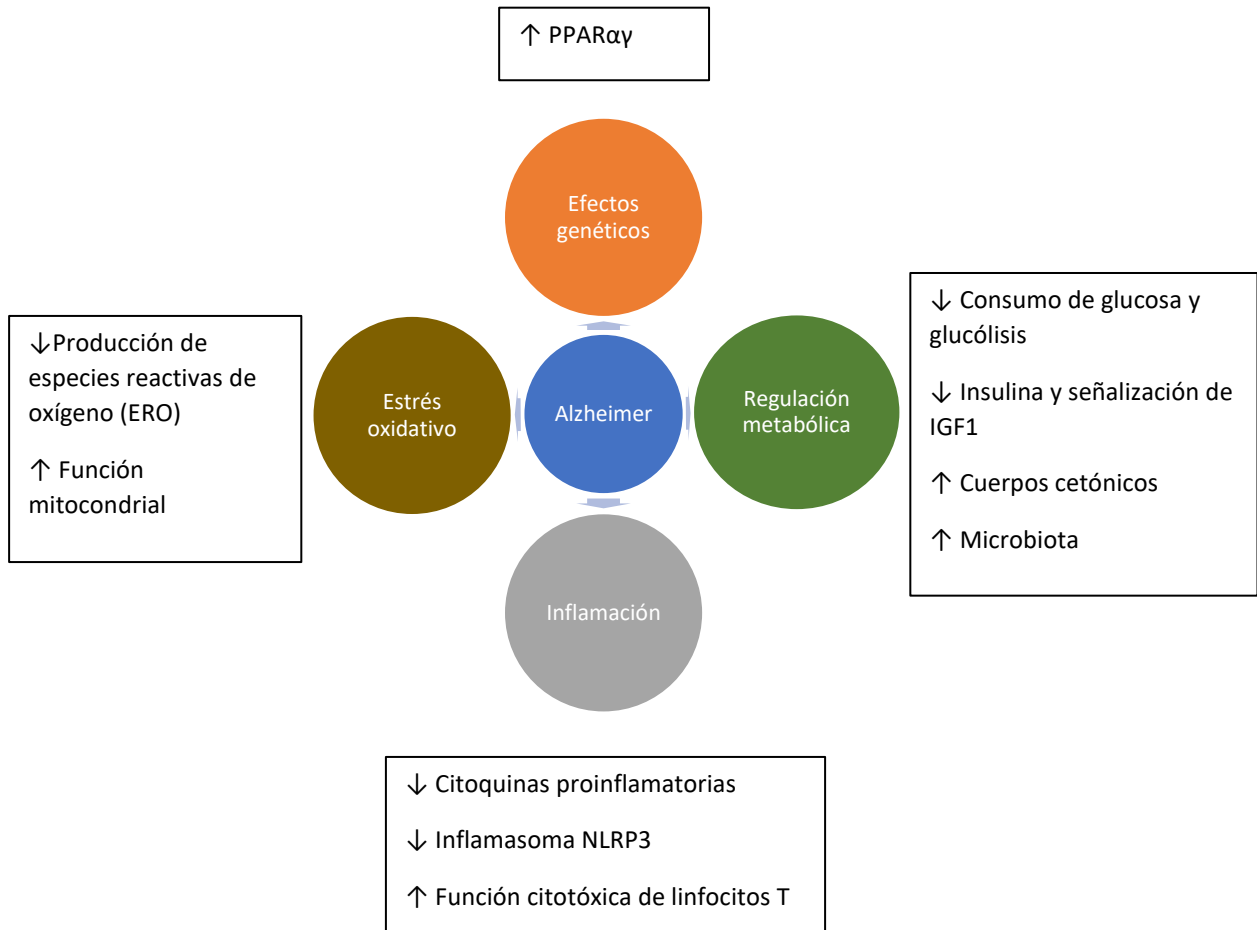 ↑ PPARαγ
Efectos
genéticos
↓Producción de
especies reactivas de
oxígeno (ERO)
↑ Función
mitocondrial
Estrés
oxidativo
Alzheimer
Regulación
metabólica
↓ Consumo de glucosa y
glucólisis
↓ Insulina y señalización de
IGF1
↑ Cuerpos cetónicos
↑ Microbiota
Inflamación
↓ Citoquinas proinflamatorias
↓ Inflamasoma NLRP3
↑ Función citotóxica de linfocitos T